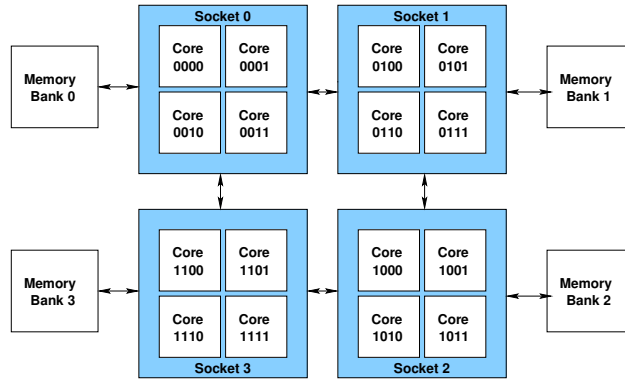 Socket 0
Socket 1
Core
0000
Core
0001
Core
0010
Core
0011
Core
0100
Core
0101
Core
0110
Core
0111
Memory
Bank 0
Memory
Bank 1
Memory
Bank 3
Core
1100
Core
1101
Core
1110
Core
1111
Core
1000
Core
1001
Core
1010
Core
1011
Memory
Bank 2
Socket 3
Socket 2